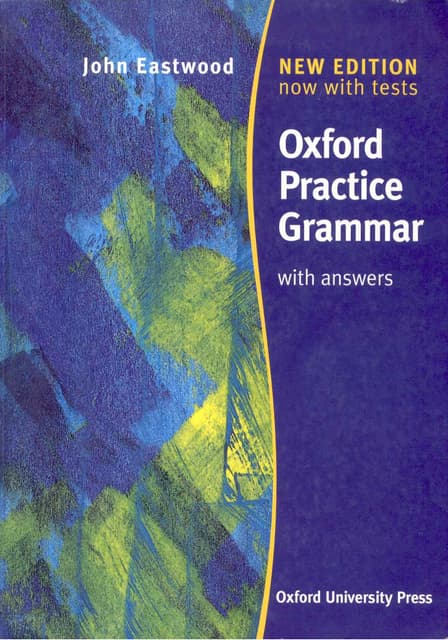 John Eastwood
NEW EDITION
now with tests
Oxford
Practice
Grammar
with answers
Oxford University Press